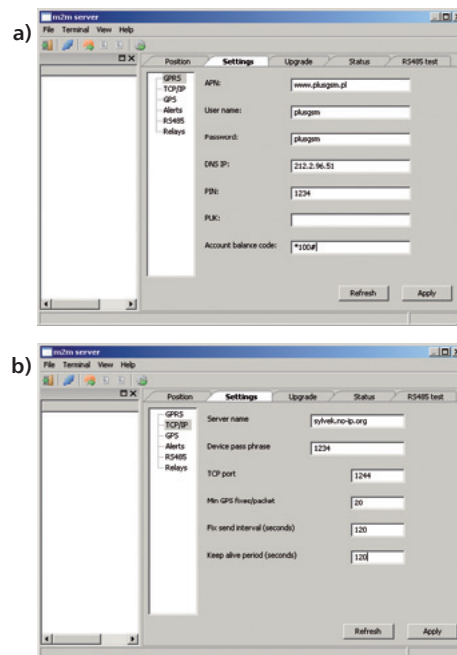 a)
m2m server
File Terminal View Help
Position Settings Upgrade Status RS485 test
GPRS
TCP/IP
GPS
Alerts
RS485
Relays
APN: www.plusgsm.pl
User name: plusgsm
Password: plusgsm
DNS IP: 212.2.96.51
PIN: 1234
PUK:
Account balance code: *100#
Refresh Apply
b)
m2m server
File Terminal View Help
Position Settings Upgrade Status RS485 test
GPRS
TCP/IP
GPS
Alerts
RS485
Relays
Server name sylvek.no-ip.org
Device pass phrase 1234
TCP port 1244
Min GPS fixes/packet 20
Fix send interval (seconds) 120
Keep alive period (seconds) 120
Refresh Apply